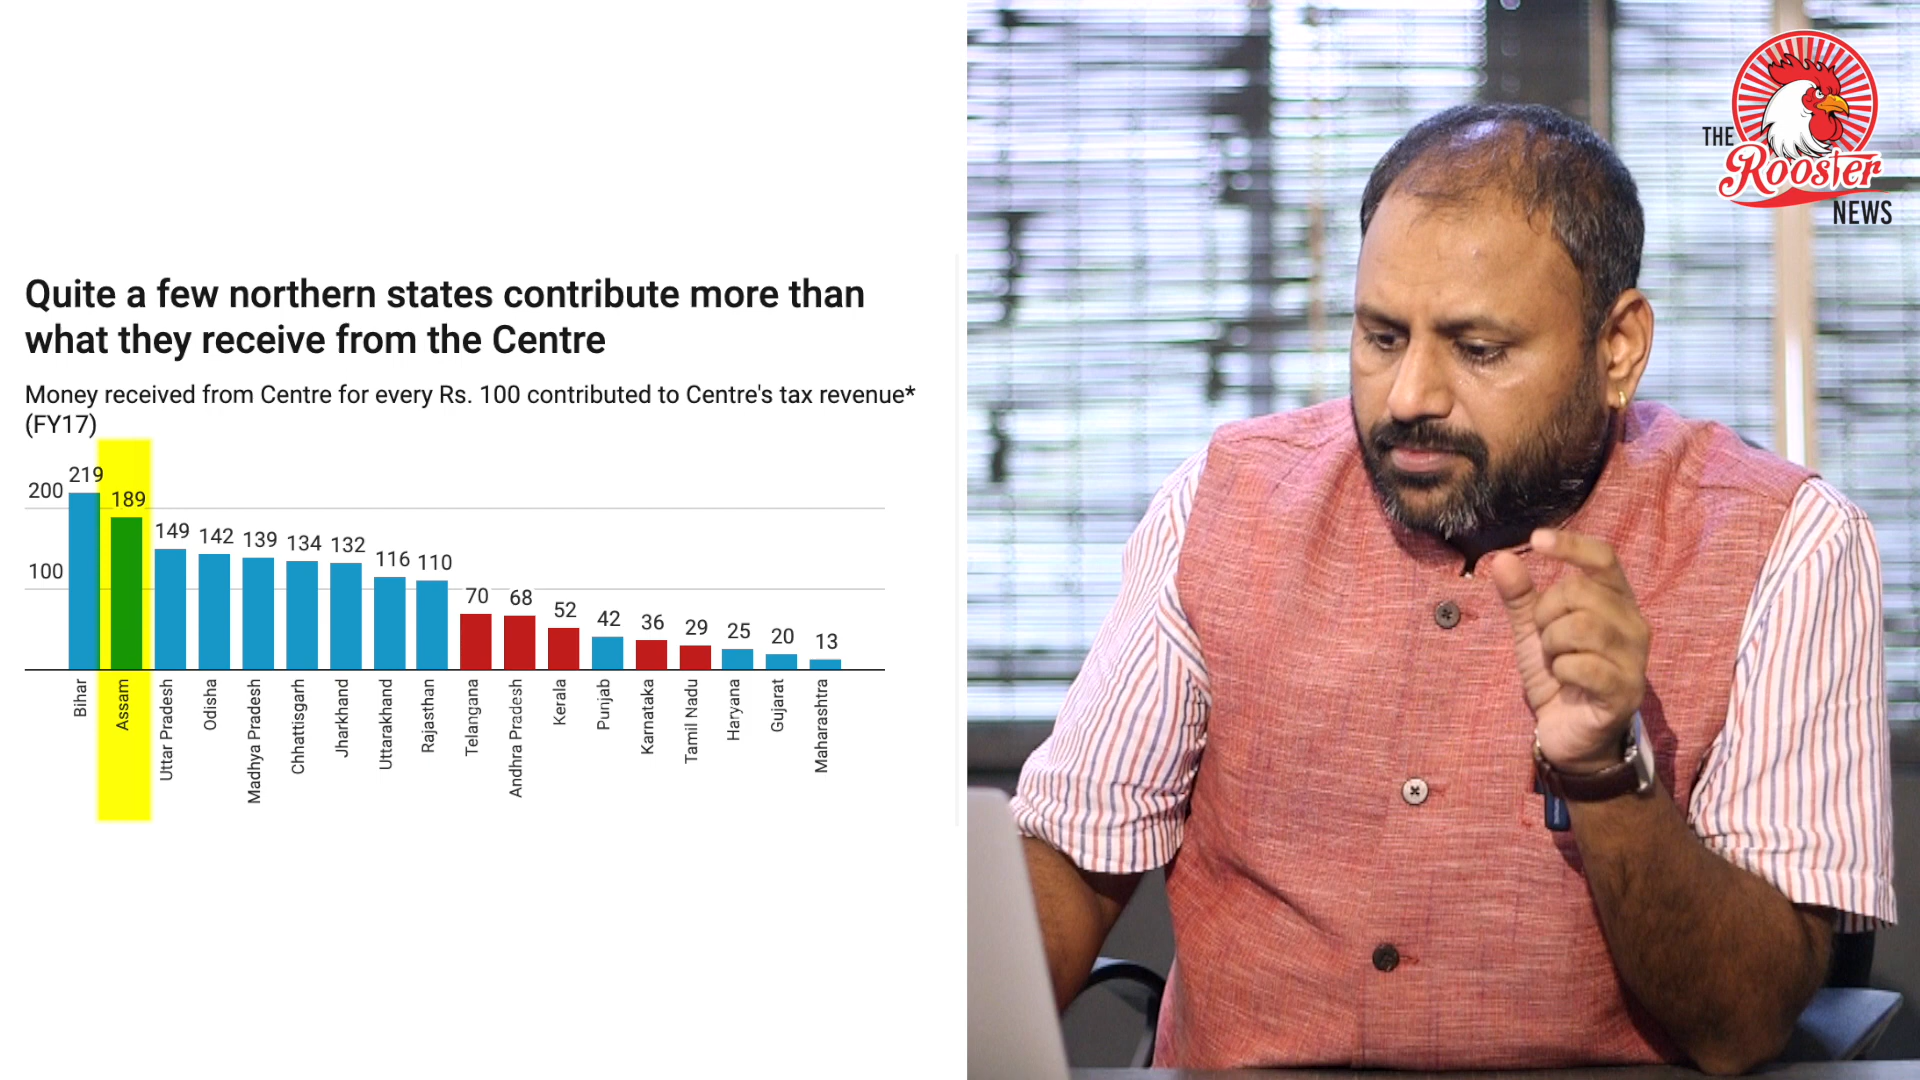 Quite a few northern states contribute more than
what they receive from the Centre
Money received from Centre for every Rs. 100 contributed to Centre's tax revenue*
(FY17)
200
100
219
189
149
142
139
134
132
116
110
70
68
52
42
36
29
25
20
13
Bihar
Assam
Uttar Pradesh
Odisha
Madhya Pradesh
Chhattisgarh
Jharkhand
Uttarakhand
Rajasthan
Telangana
Andhra Pradesh
Kerala
Punjab
Karnataka
Tamil Nadu
Haryana
Gujarat
Maharashtra
THE
Rooster
NEWS